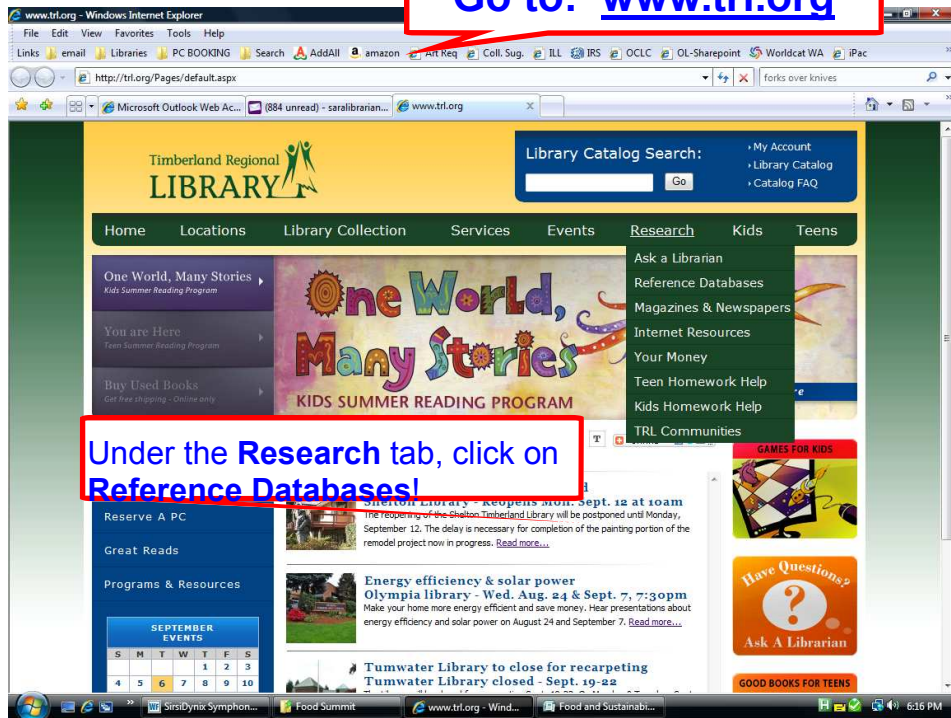 www.trl.org - Windows Internet Explorer
Go to: www.trl.org
File Edit View Favorites Tools Help
Links email Libraries PC BOOKING Search AddAll amazon Art Req Coll. Sug. ILL IRS OCLC OL-Sharepoint Worldcat WA iPac
http://trl.org/Pages/default.aspx
forks over knives
Microsoft Outlook Web Ac...
(884 unread) - saralibrarian...
www.trl.org
Timberland Regional
LIBRARY
Library Catalog Search:
Go
My Account
Library Catalog
Catalog FAQ
Home Locations Library Collection Services Events Research Kids Teens
Ask a Librarian
Reference Databases
Magazines & Newspapers
Internet Resources
Your Money
Teen Homework Help
Kids Homework Help
TRL Communities
One World, Many Stories
Kids Summer Reading Program
You are Here
Teen Summer Reading Program
Buy Used Books
Get free shipping - Online only
One World,
Many Stories
KIDS SUMMER READING PROGRAM
Under the Research tab, click on
Reference Databases!
T
Reserve A PC
Great Reads
Programs & Resources
Shelton Library - Reopens Mon. Sept. 12 at 10am
The reopening of the Shelton Timberland Library will be postponed until Monday,
September 12. The delay is necessary for completion of the painting portion of the
remodel project now in progress. Read more...
Energy efficiency & solar power
Olympia library - Wed. Aug. 24 & Sept. 7, 7:30pm
Make your home more energy efficient and save money. Hear presentations about
energy efficiency and solar power on August 24 and September 7. Read more...
Tumwater Library to close for recarpeting
Tumwater Library closed - Sept. 19-22
GAMES FOR KIDS
Have Questions?
?
Ask A Librarian
GOOD BOOKS FOR TEENS
SEPTEMBER
EVENTS
S M T W T F S
1 2 3
4 5 6 7 8 9 10
SirsiDynix Symphon...
Food Summit
www.trl.org - Wind...
Food and Sustainabi...
6:16 PM